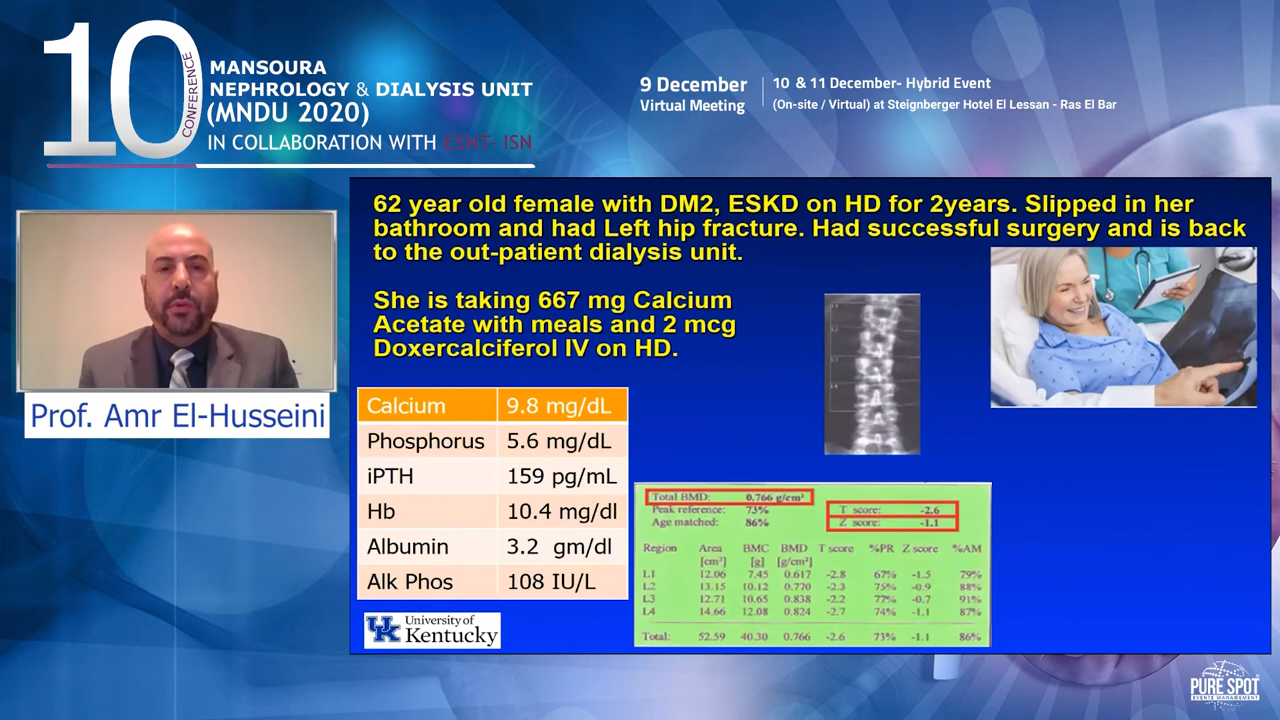 10
CONFERENCE
MANSOURA
NEPHROLOGY & DIALYSIS UNIT
(MNDU 2020)
IN COLLABORATION WITH ESNT- ISN
9 December
Virtual Meeting
10 & 11 December- Hybrid Event
(On-site / Virtual) at Steignberger Hotel El Lessan - Ras El Bar
Prof. Amr El-Husseini
62 year old female with DM2, ESKD on HD for 2years. Slipped in her
bathroom and had Left hip fracture. Had successful surgery and is back
to the out-patient dialysis unit.
She is taking 667 mg Calcium
Acetate with meals and 2 mcg
Doxercalciferol IV on HD.
Calcium 9.8 mg/dL
Phosphorus 5.6 mg/dL
iPTH 159 pg/mL
Hb 10.4 mg/dl
Albumin 3.2 gm/dl
Alk Phos 108 IU/L
UK University of
Kentucky
Total BMD: 0.766 g/cm²
Peak reference: 73% T score: -2.6
Age matched: 86% Z score: -1.1
Region Area BMC BMD T score %PR Z score %AM
[cm²] [g] [g/cm²]
L1 12.06 7.45 0.617 -2.8 67% -1.5 79%
L2 13.15 10.12 0.770 -2.3 75% -0.9 88%
L3 12.71 10.65 0.838 -2.2 77% -0.7 91%
L4 14.66 12.08 0.824 -2.7 74% -1.1 87%
Total: 52.59 40.30 0.766 -2.6 73% -1.1 86%
PURE SPOT
EVENTS MANAGEMENT